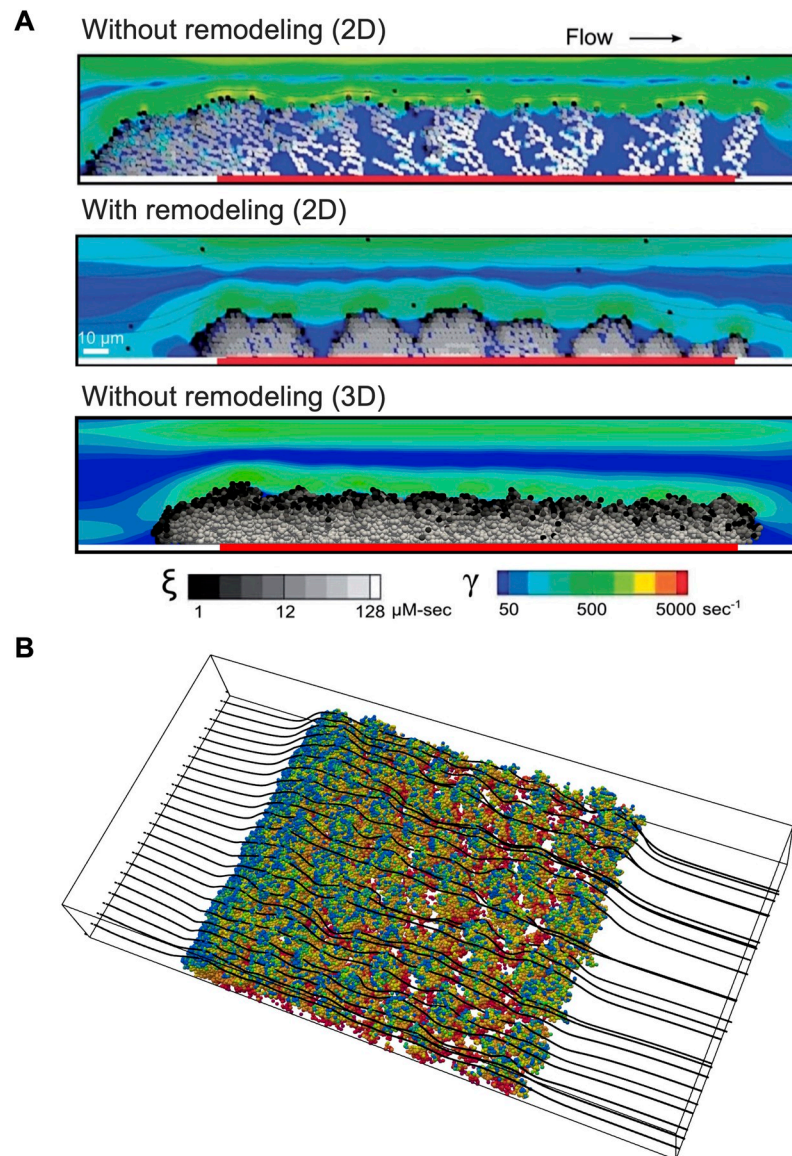 A
Without remodeling (2D)
Flow
With remodeling (2D)
10 µm
Without remodeling (3D)
ξ
1 12 128 µM-sec
γ
50 500 5000 sec⁻¹
B